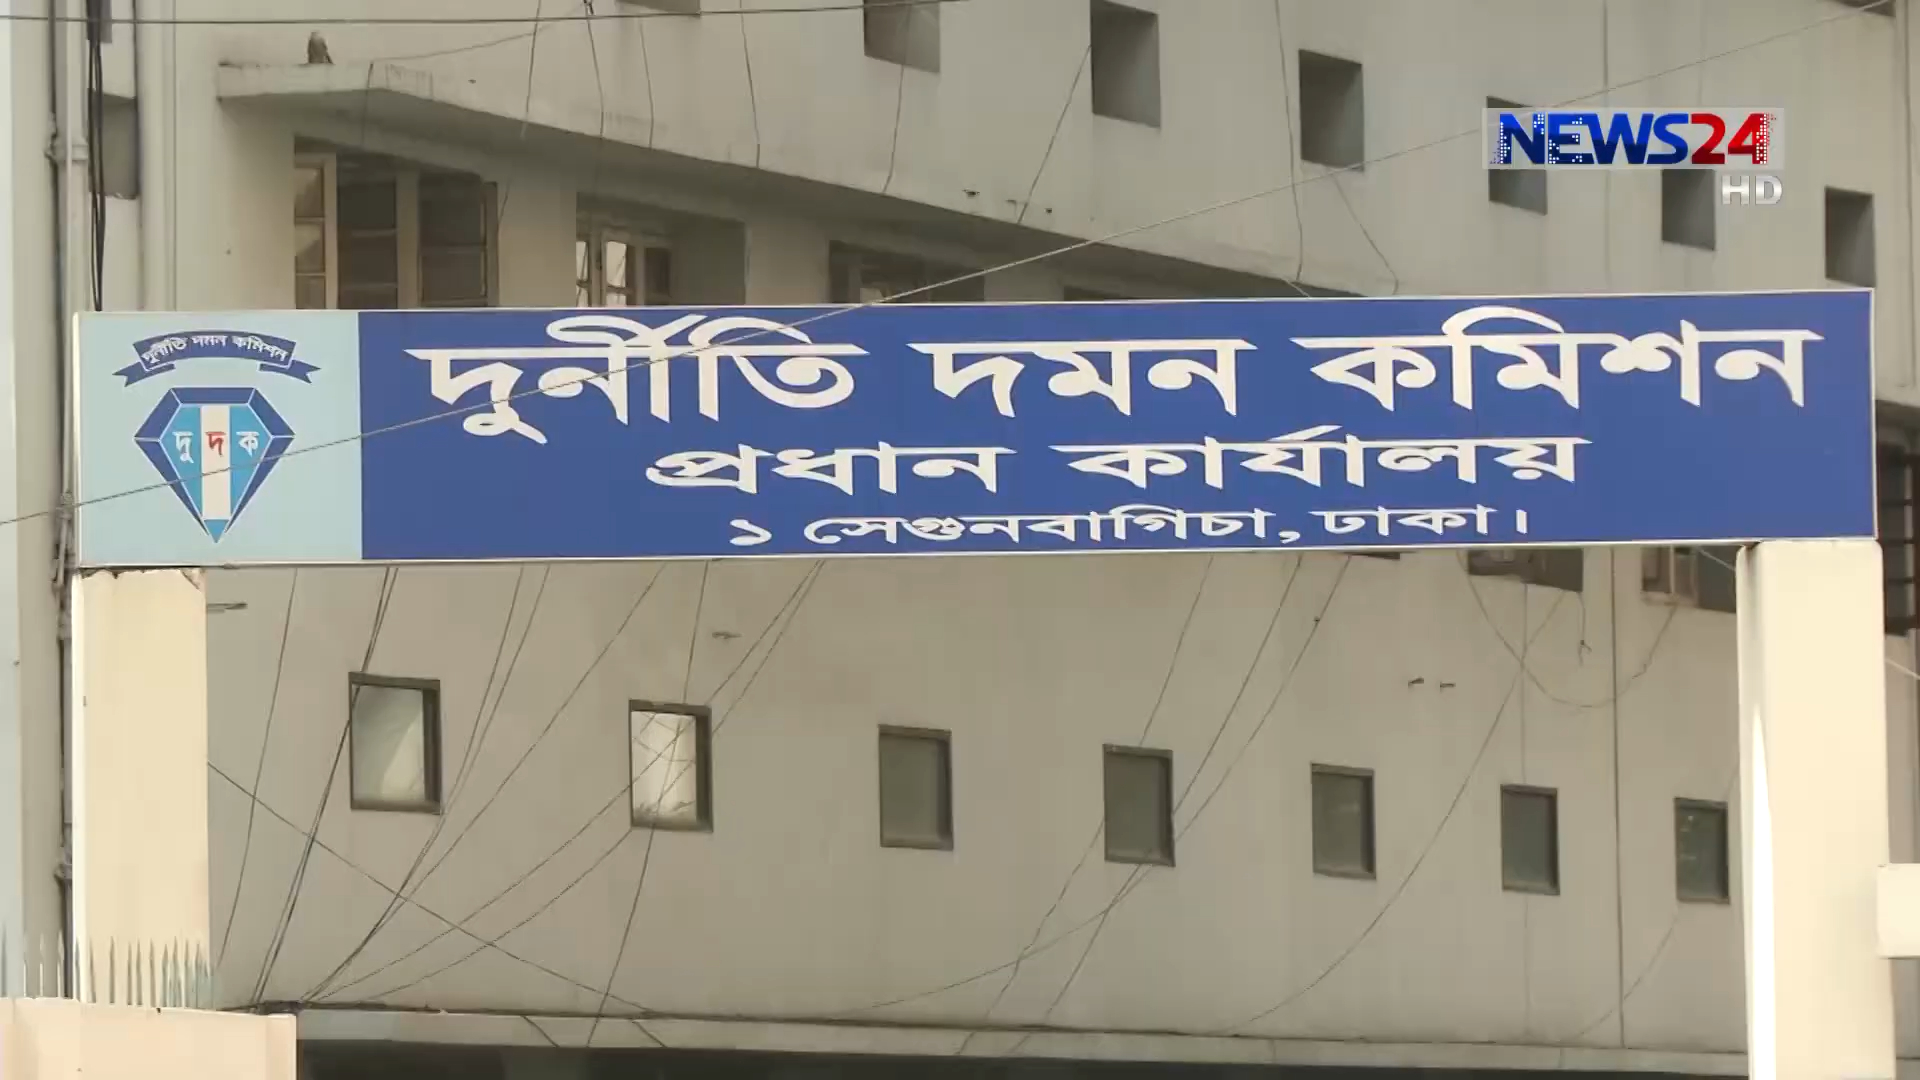 NEWS24
HD
দুর্নীতি দমন কমিশন
দু দ ক
দুর্নীতি দমন কমিশন
প্রধান কার্যালয়
১ সেগুনবাগিচা, ঢাকা।